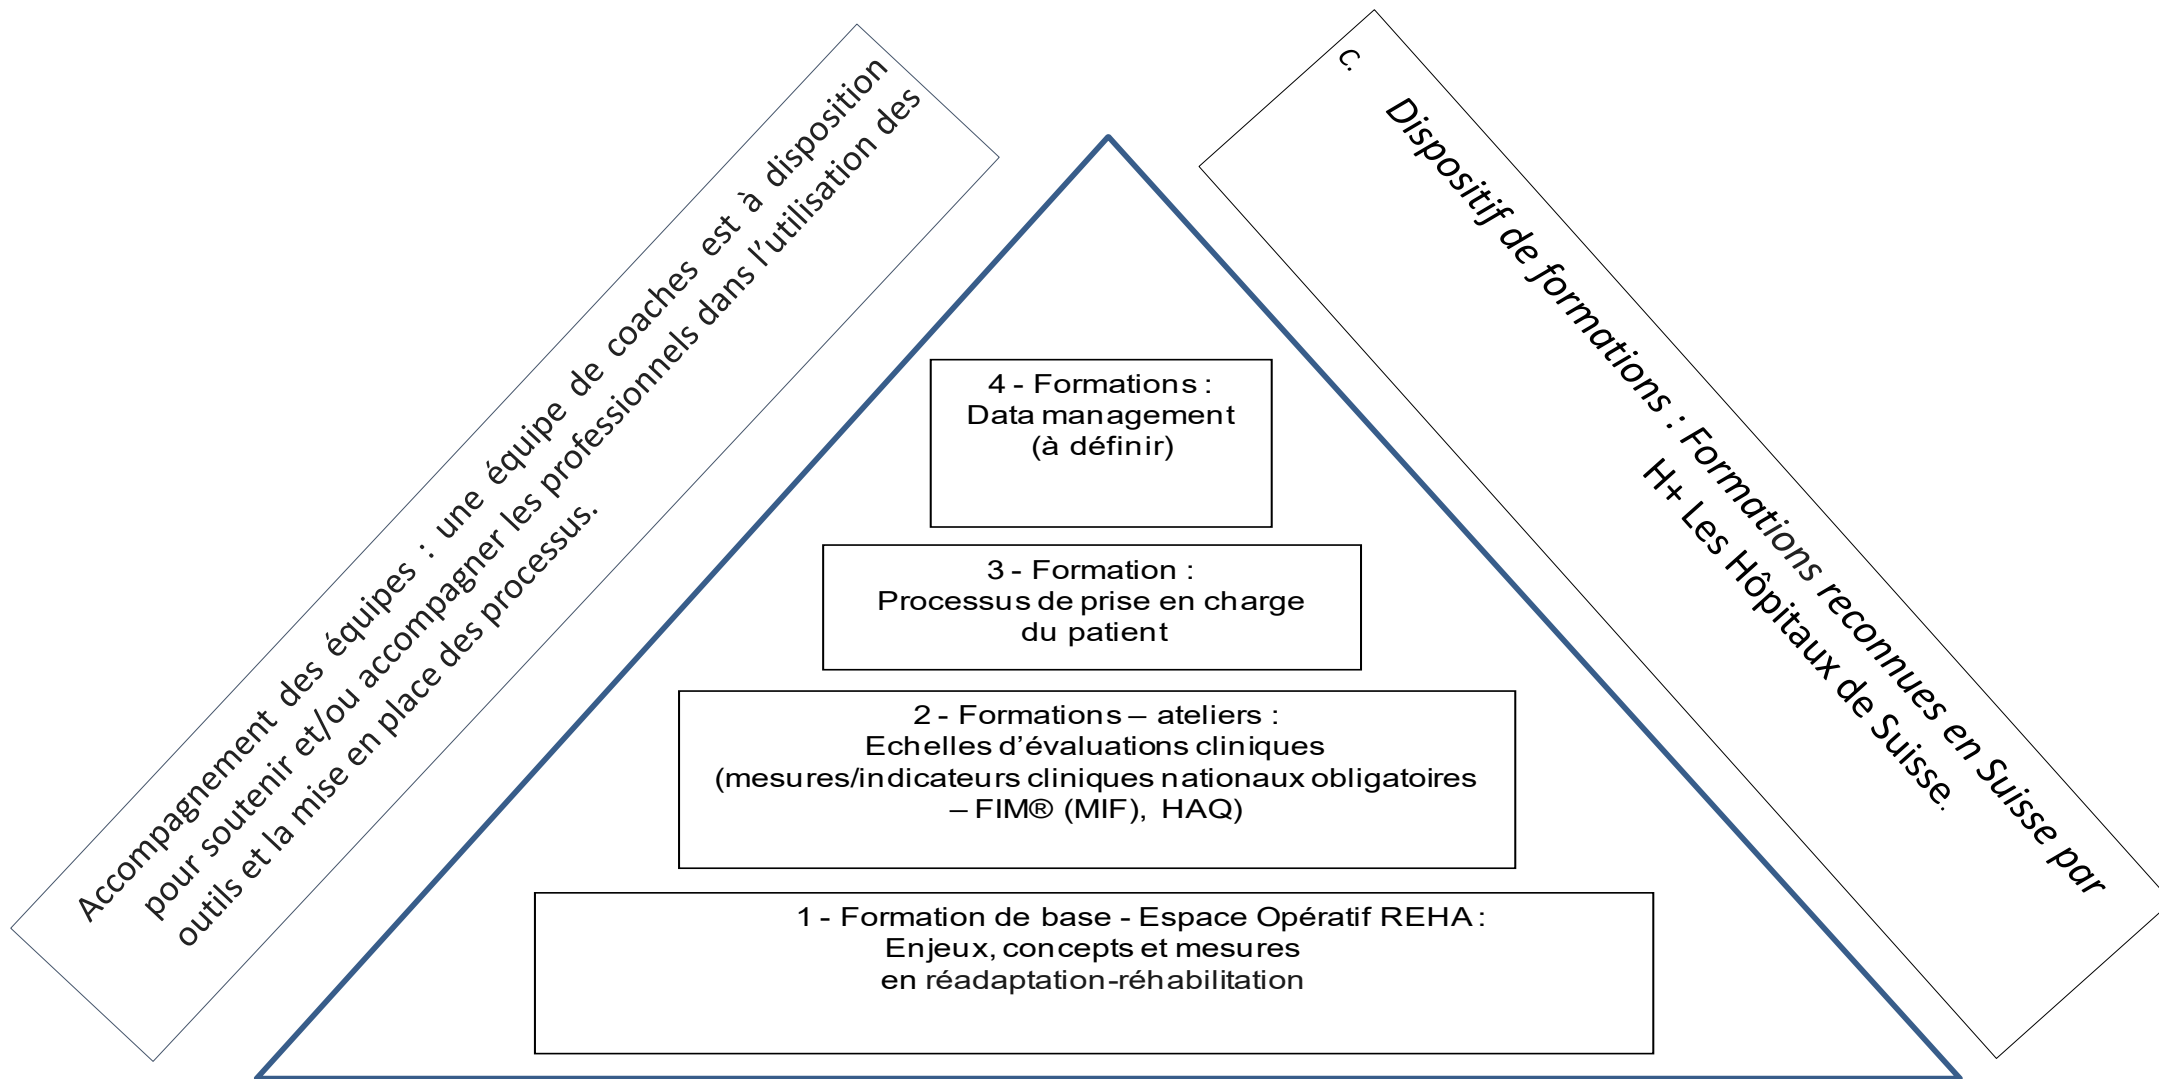 Accompagnement des équipes : une équipe de coaches est à disposition
pour soutenir et/ou accompagner les professionnels dans l’utilisation des
outils et la mise en place des processus.
C.
Dispositif de formations : Formations reconnues en Suisse par
H+ Les Hôpitaux de Suisse.
4 - Formations :
Data management
(à définir)
3 - Formation :
Processus de prise en charge
du patient
2 - Formations – ateliers :
Echelles d’évaluations cliniques
(mesures/indicateurs cliniques nationaux obligatoires
– FIM® (MIF), HAQ)
1 - Formation de base - Espace Opératif REHA :
Enjeux, concepts et mesures
en réadaptation-réhabilitation